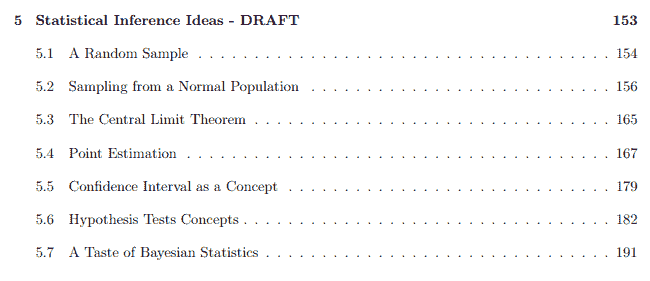 5 Statistical Inference Ideas - DRAFT 153
5.1 A Random Sample . . . . . . . . . . . . . . . . . . . . . . . . . . . . . . . . . . . . . 154
5.2 Sampling from a Normal Population . . . . . . . . . . . . . . . . . . . . . . . . . . . 156
5.3 The Central Limit Theorem . . . . . . . . . . . . . . . . . . . . . . . . . . . . . . . . 165
5.4 Point Estimation . . . . . . . . . . . . . . . . . . . . . . . . . . . . . . . . . . . . . . 167
5.5 Confidence Interval as a Concept . . . . . . . . . . . . . . . . . . . . . . . . . . . . . 179
5.6 Hypothesis Tests Concepts . . . . . . . . . . . . . . . . . . . . . . . . . . . . . . . . . 182
5.7 A Taste of Bayesian Statistics . . . . . . . . . . . . . . . . . . . . . . . . . . . . . . . 191